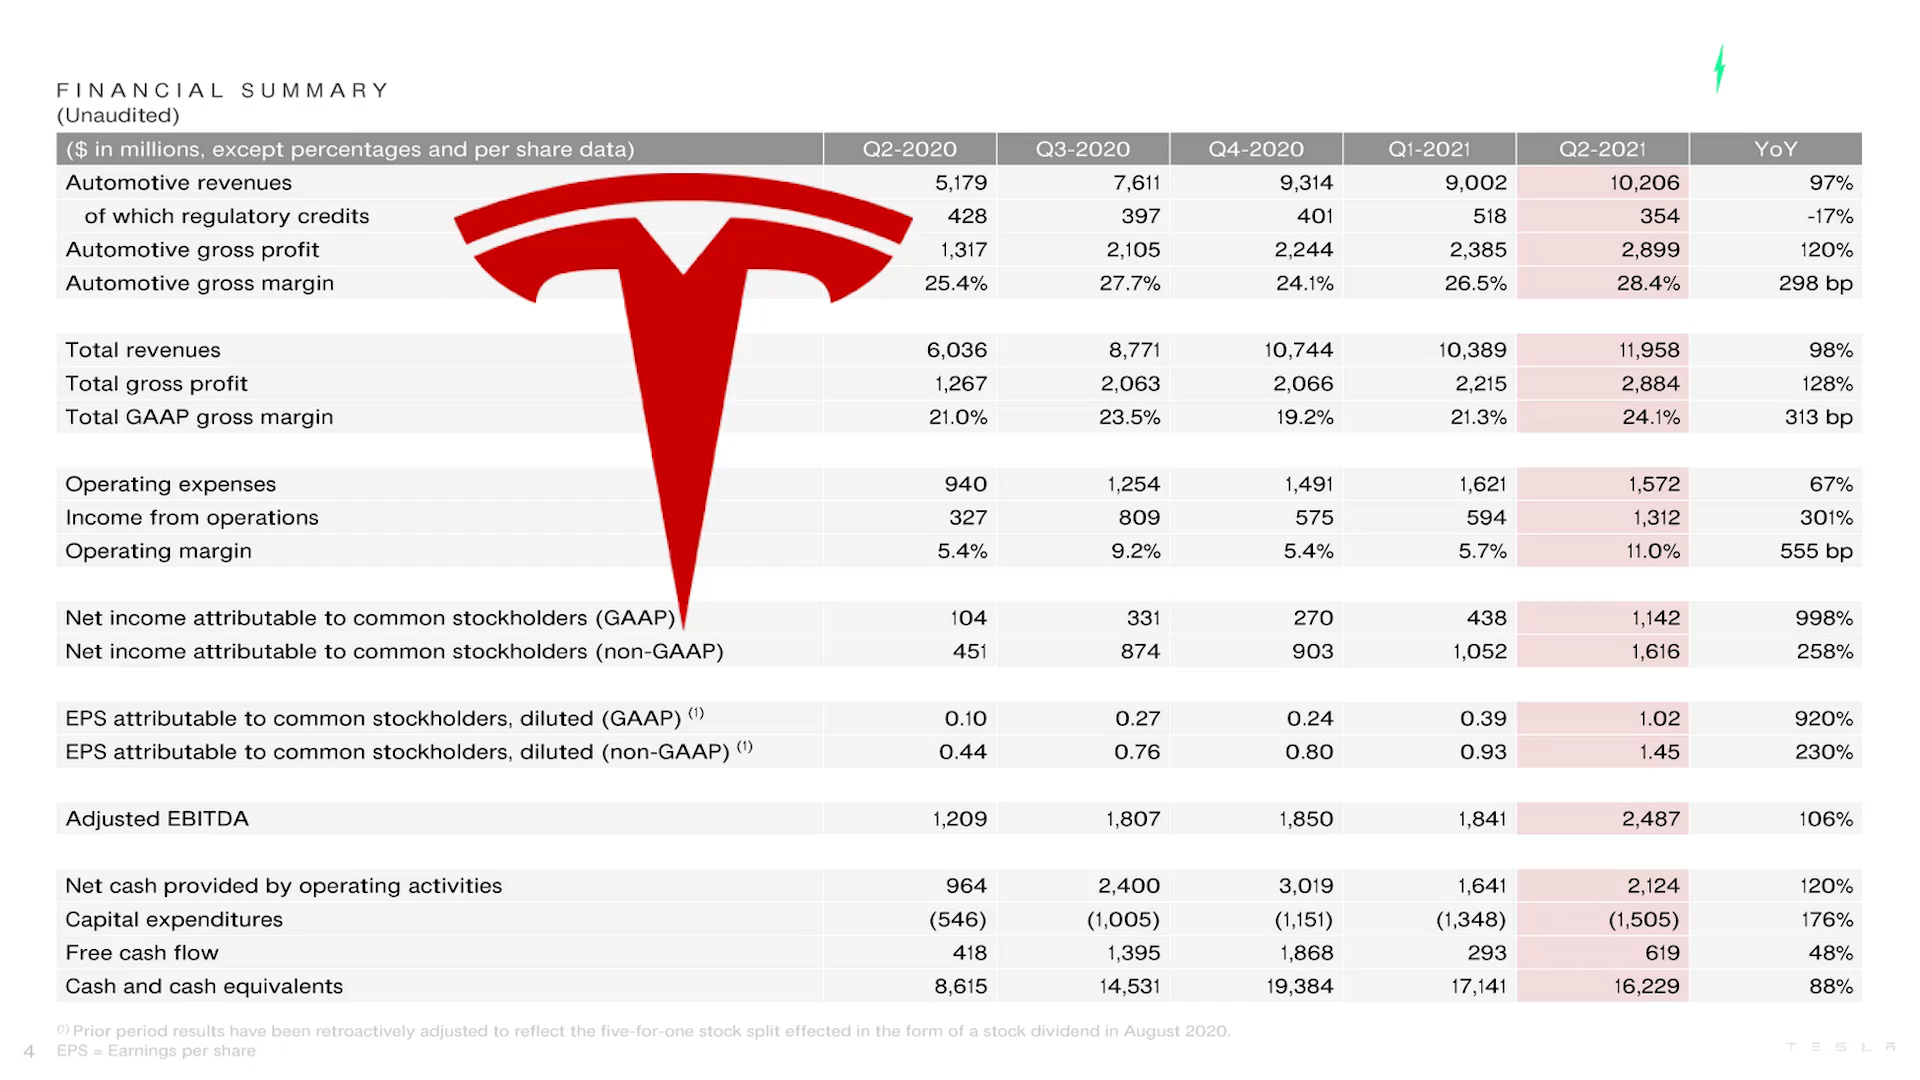 FINANCIAL SUMMARY
(Unaudited)
($ in millions, except percentages and per share data) Q2-2020 Q3-2020 Q4-2020 Q1-2021 Q2-2021 YoY
Automotive revenues 5,179 7,611 9,314 9,002 10,206 97%
of which regulatory credits 428 397 401 518 354 -17%
Automotive gross profit 1,317 2,105 2,244 2,385 2,899 120%
Automotive gross margin 25.4% 27.7% 24.1% 26.5% 28.4% 298 bp
Total revenues 6,036 8,771 10,744 10,389 11,958 98%
Total gross profit 1,267 2,063 2,066 2,215 2,884 128%
Total GAAP gross margin 21.0% 23.5% 19.2% 21.3% 24.1% 313 bp
Operating expenses 940 1,254 1,491 1,621 1,572 67%
Income from operations 327 809 575 594 1,312 301%
Operating margin 5.4% 9.2% 5.4% 5.7% 11.0% 555 bp
Net income attributable to common stockholders (GAAP) 104 331 270 438 1,142 998%
Net income attributable to common stockholders (non-GAAP) 451 874 903 1,052 1,616 258%
EPS attributable to common stockholders, diluted (GAAP) (1) 0.10 0.27 0.24 0.39 1.02 920%
EPS attributable to common stockholders, diluted (non-GAAP) (1) 0.44 0.76 0.80 0.93 1.45 230%
Adjusted EBITDA 1,209 1,807 1,850 1,841 2,487 106%
Net cash provided by operating activities 964 2,400 3,019 1,641 2,124 120%
Capital expenditures (546) (1,005) (1,151) (1,348) (1,505) 176%
Free cash flow 418 1,395 1,868 293 619 48%
Cash and cash equivalents 8,615 14,531 19,384 17,141 16,229 88%
(1) Prior period results have been retroactively adjusted to reflect the five-for-one stock split effected in the form of a stock dividend in August 2020.
4 EPS = Earnings per share
TESLA